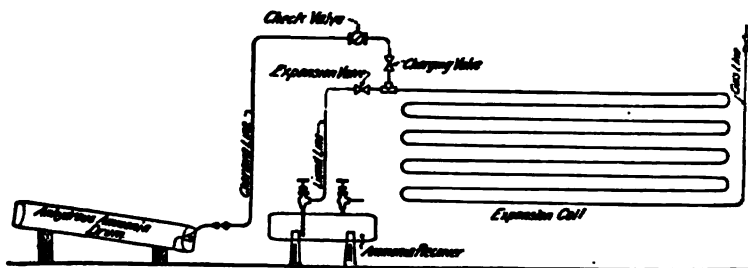 Check Valve
Charging Valve
Expansion Valve
Gas Line
Charging Line
Liquid Line
Anhydrous Ammonia
Drum
Expansion Coil
Ammonia Receiver